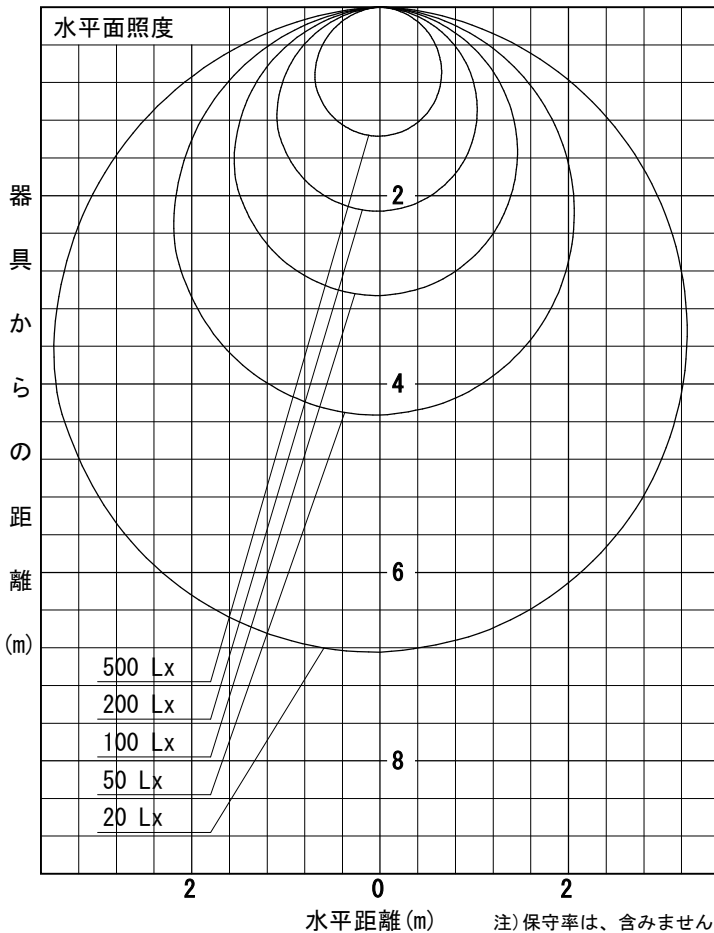 水平面照度
器具からの距離(m)
2
4
6
8
500 Lx
200 Lx
100 Lx
50 Lx
20 Lx
2 0 2
水平距離(m)
注)保守率は、含みません